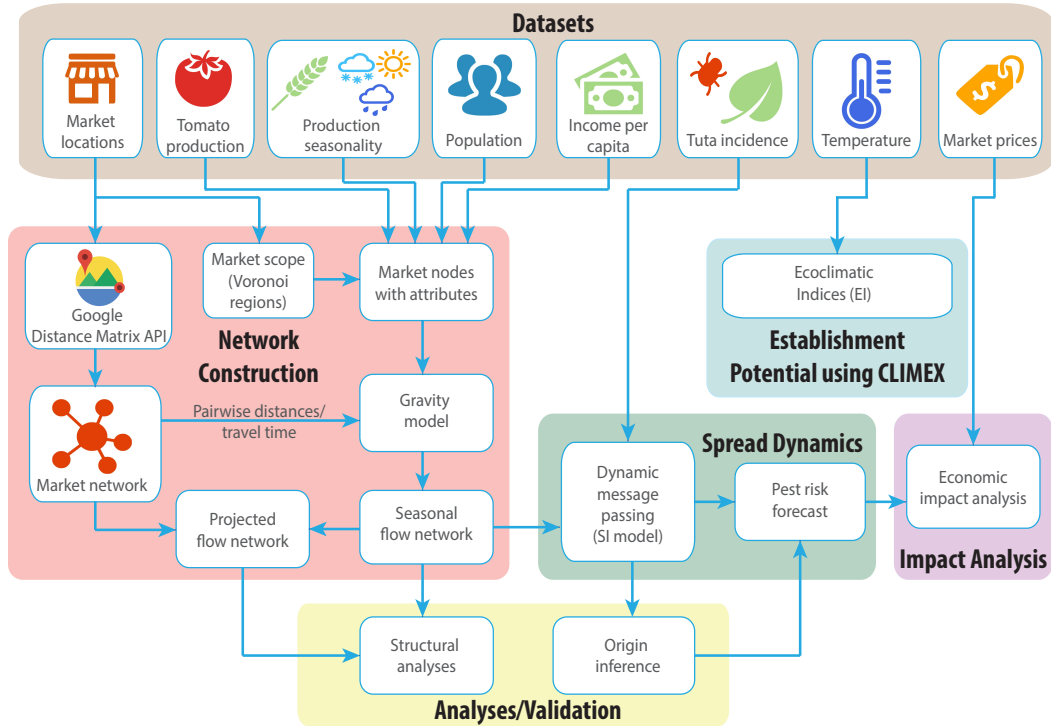 Datasets
Market
locations
Tomato
production
Production
seasonality
Population
Income per
capita
Tuta incidence
Temperature
$
Market prices
Google
Distance Matrix API
Market scope
(Voronoi
regions)
Market nodes
with attributes
Network
Construction
Ecoclimatic
Indices (EI)
Establishment
Potential using CLIMEX
Pairwise distances/
travel time
Gravity
model
Market network
Projected
flow network
Seasonal
flow network
Spread Dynamics
Dynamic
message
passing
(SI model)
Pest risk
forecast
Economic
impact analysis
Impact Analysis
Structural
analyses
Origin
inference
Analyses/Validation